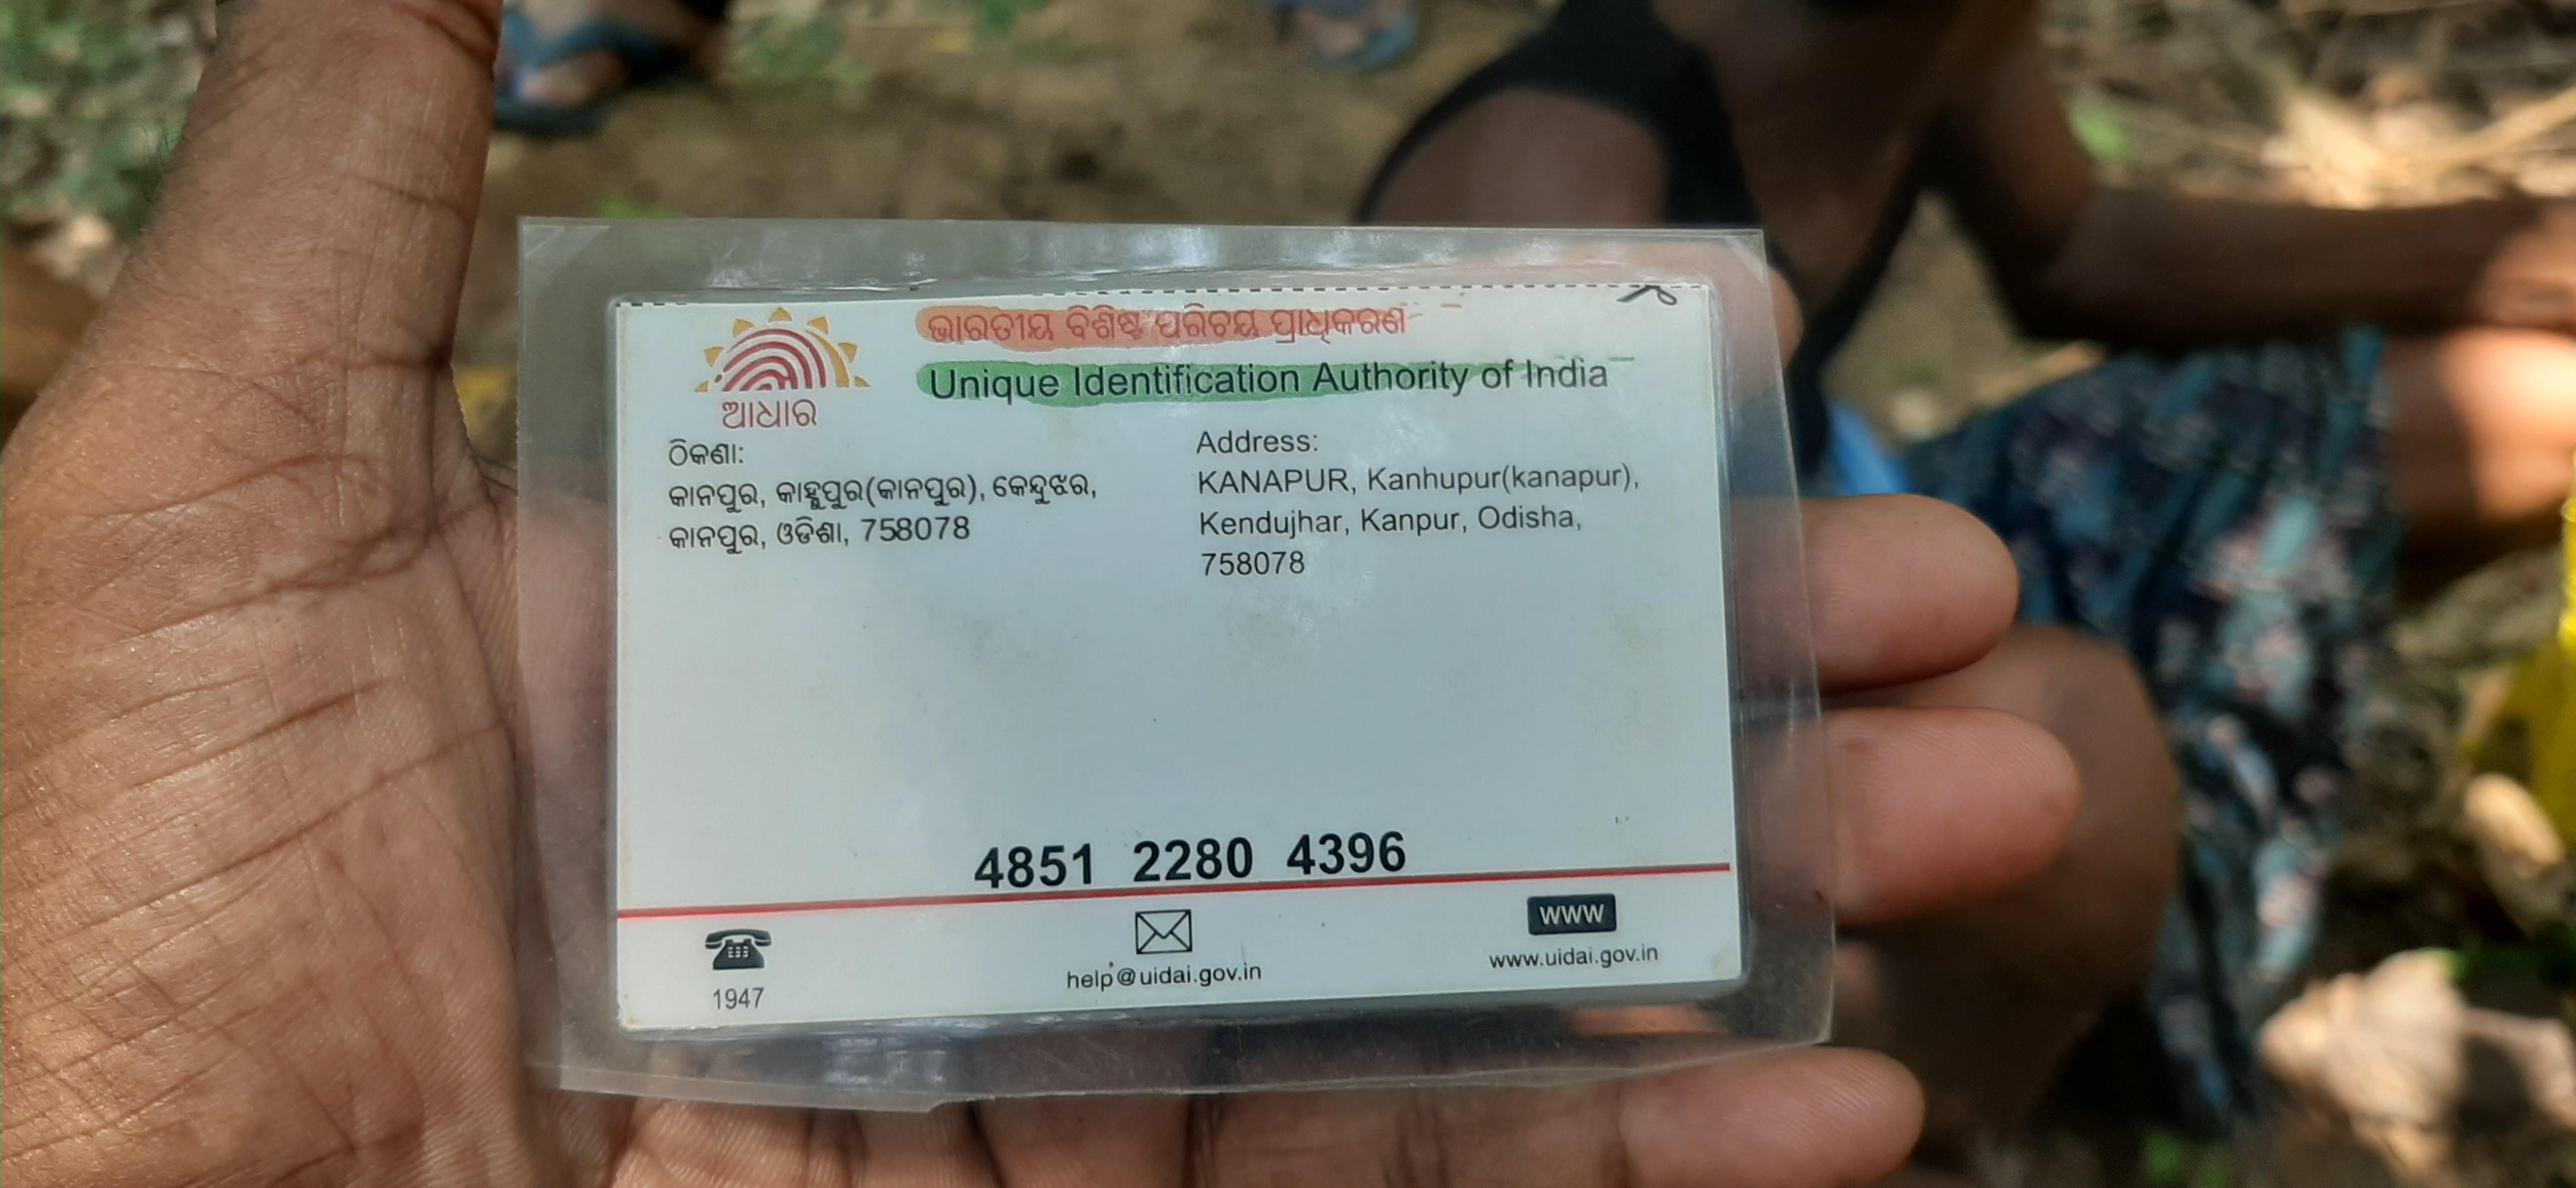 ଭାରତୀୟ ବିଶିଷ୍ଟ ପରିଚୟ ପ୍ରାଧିକରଣ
Unique Identification Authority of India
ଆଧାର
ଠିକଣା:
କାନପୁର, କାହ୍ନୁପୁର(କାନପୁର), କେନ୍ଦୁଝର,
କାନପୁର, ଓଡିଶା, 758078
Address:
KANAPUR, Kanhupur(kanapur),
Kendujhar, Kanpur, Odisha,
758078
4851 2280 4396
1947
help@uidai.gov.in
www
www.uidai.gov.in